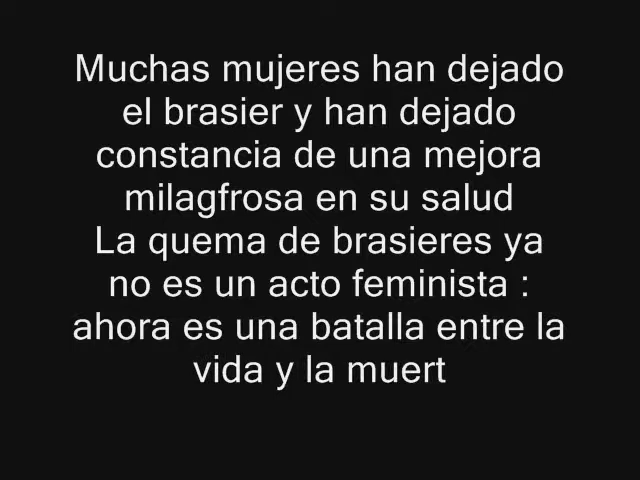 Muchas mujeres han dejado
el brasier y han dejado
constancia de una mejora
milagfrosa en su salud
La quema de brasieres ya
no es un acto feminista :
ahora es una batalla entre la
vida y la muert